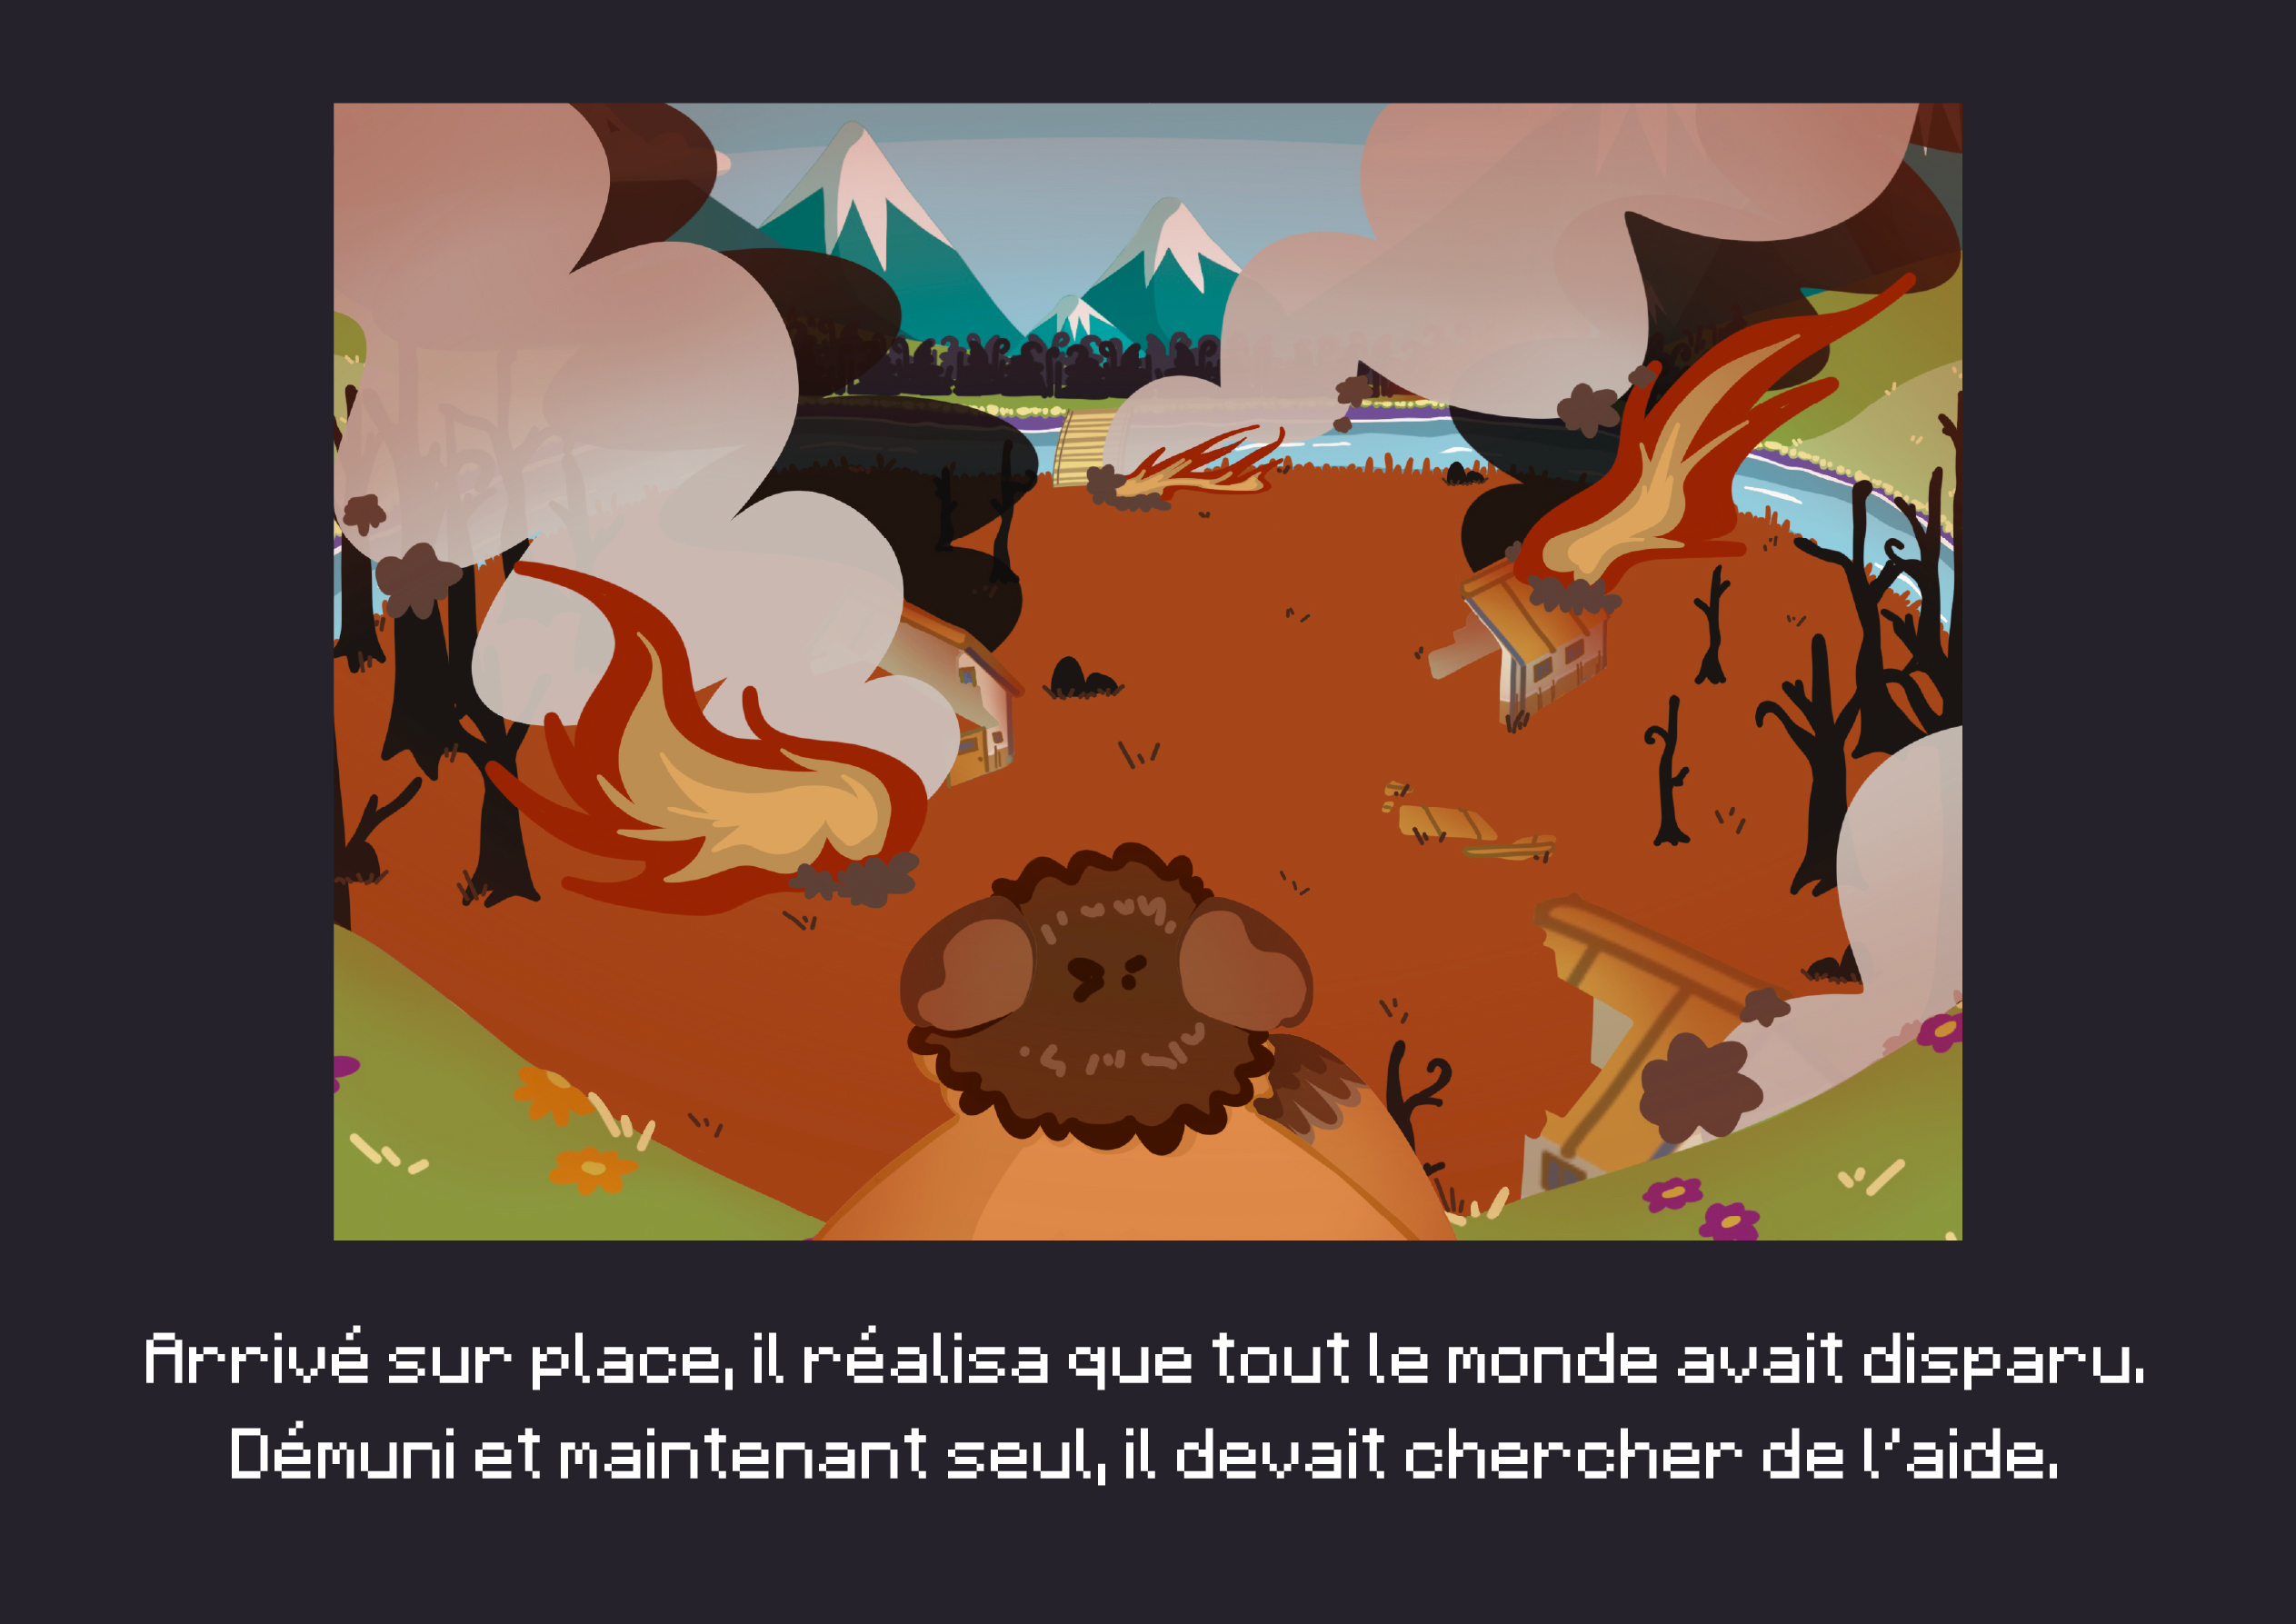 Arrivé sur place, il réalisa que tout le monde avait disparu.
Démuni et maintenant seul, il devait chercher de l'aide.